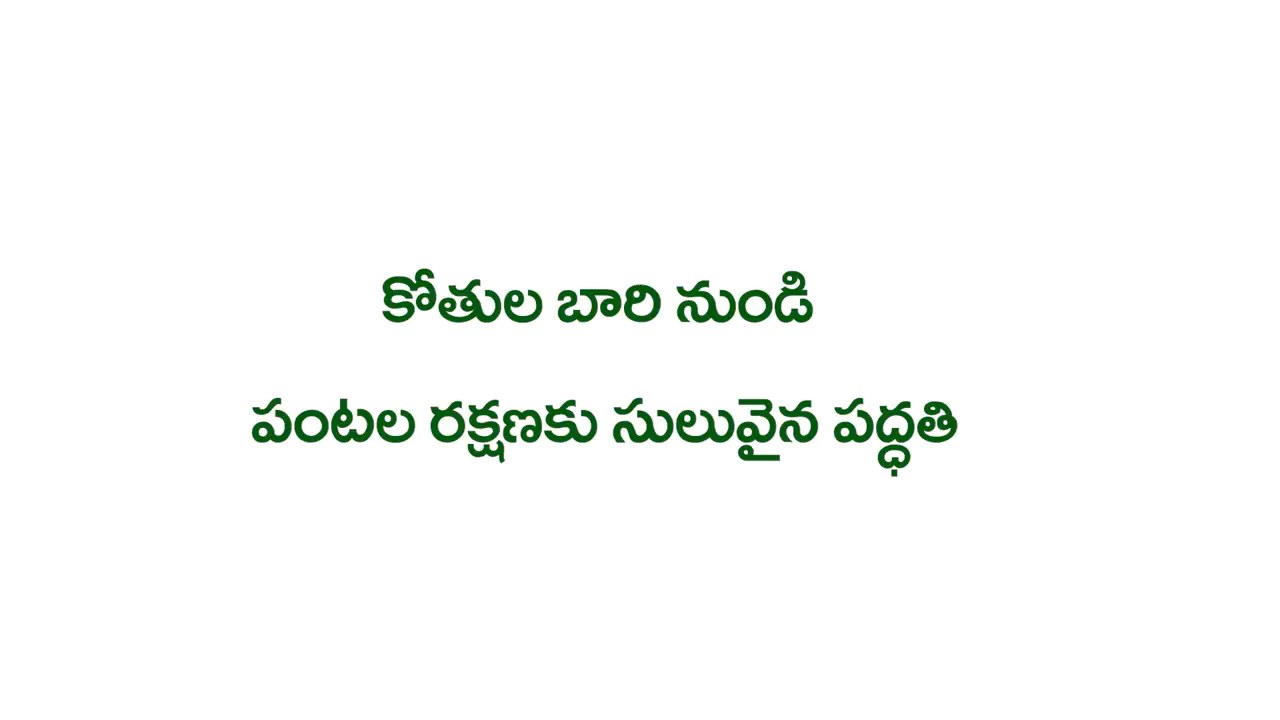 కోతుల బారి నుండి
పంటల రక్షణకు సులువైన పద్ధతి